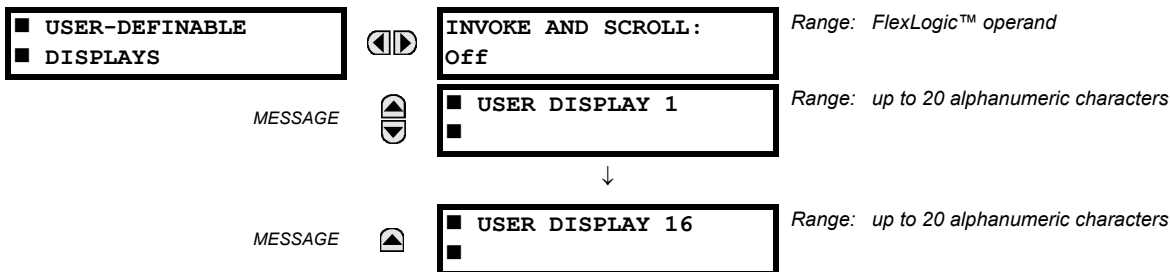 ■ USER-DEFINABLE
■ DISPLAYS
INVOKE AND SCROLL:
Off
Range: FlexLogic™ operand
MESSAGE
■ USER DISPLAY 1
■
Range: up to 20 alphanumeric characters
↓
MESSAGE
■ USER DISPLAY 16
■
Range: up to 20 alphanumeric characters